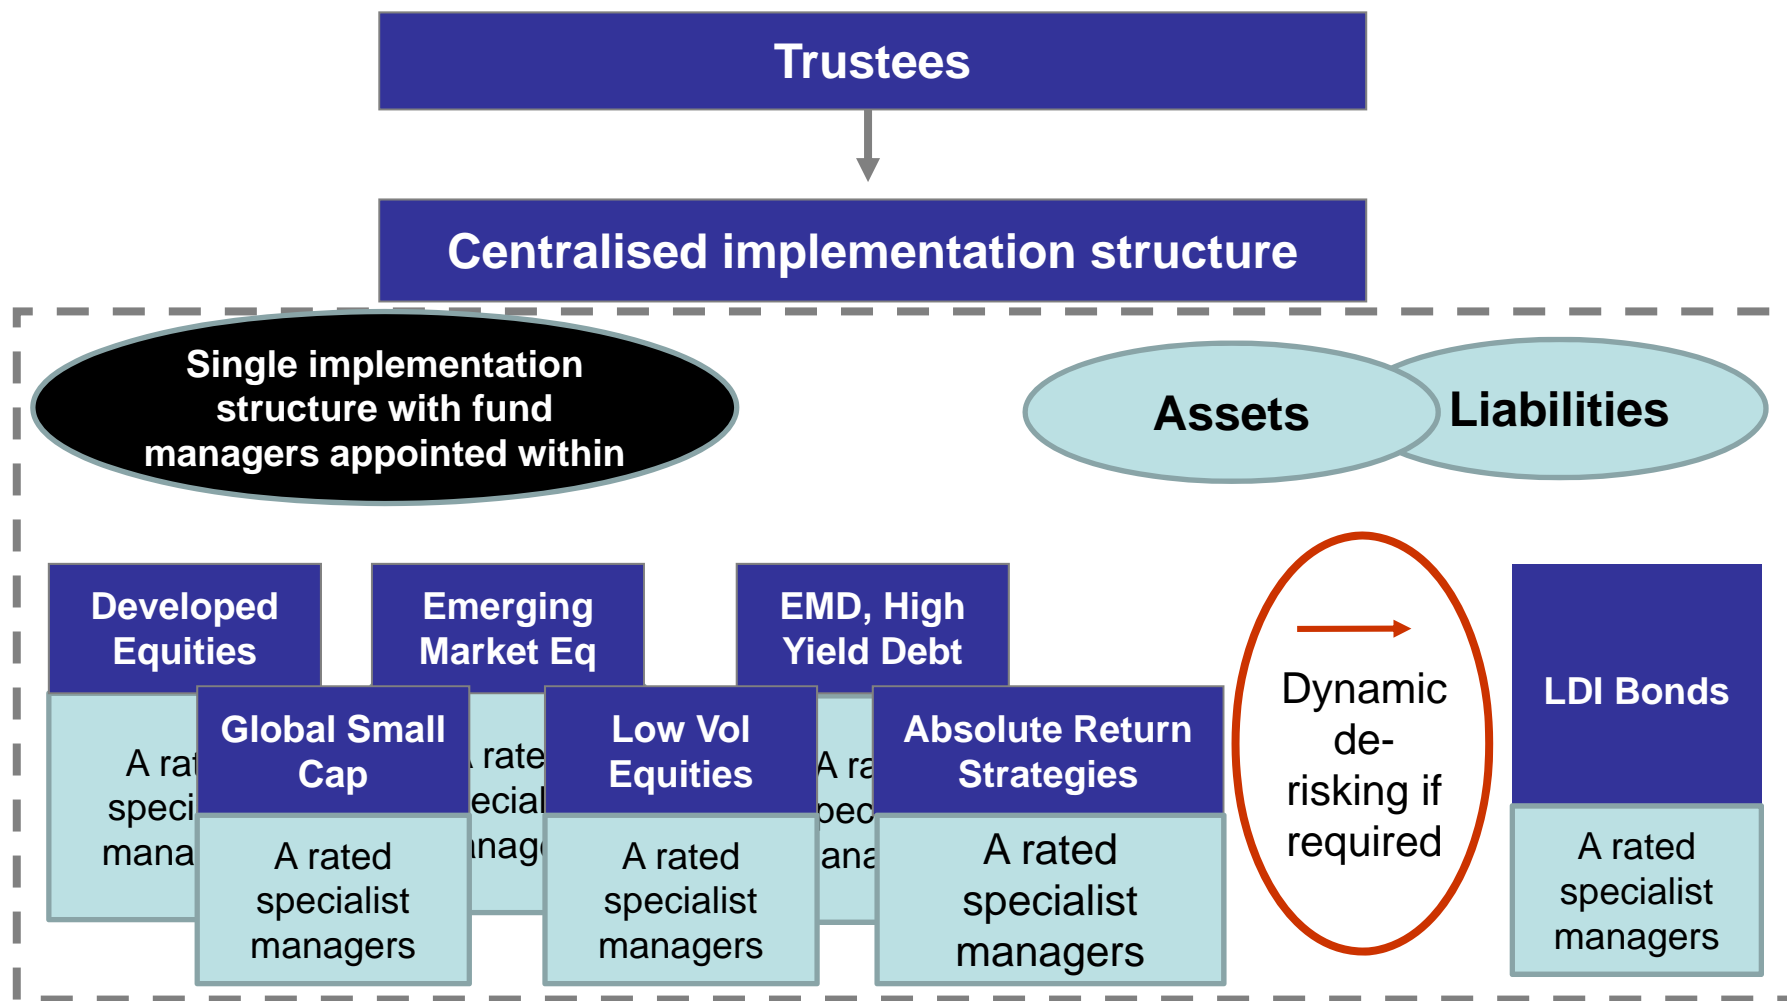 Trustees
Centralised implementation structure
Single implementation
structure with fund
managers appointed within
Assets
Liabilities
Developed
Equities
Emerging
Market Eq
EMD, High
Yield Debt
Global Small
Cap
Low Vol
Equities
Absolute Return
Strategies
LDI Bonds
Dynamic
de-
risking if
required
A
A
A rated
specialist
managers
A rated
specialist
managers
A rated
specialist
managers
A rated
specialist
managers